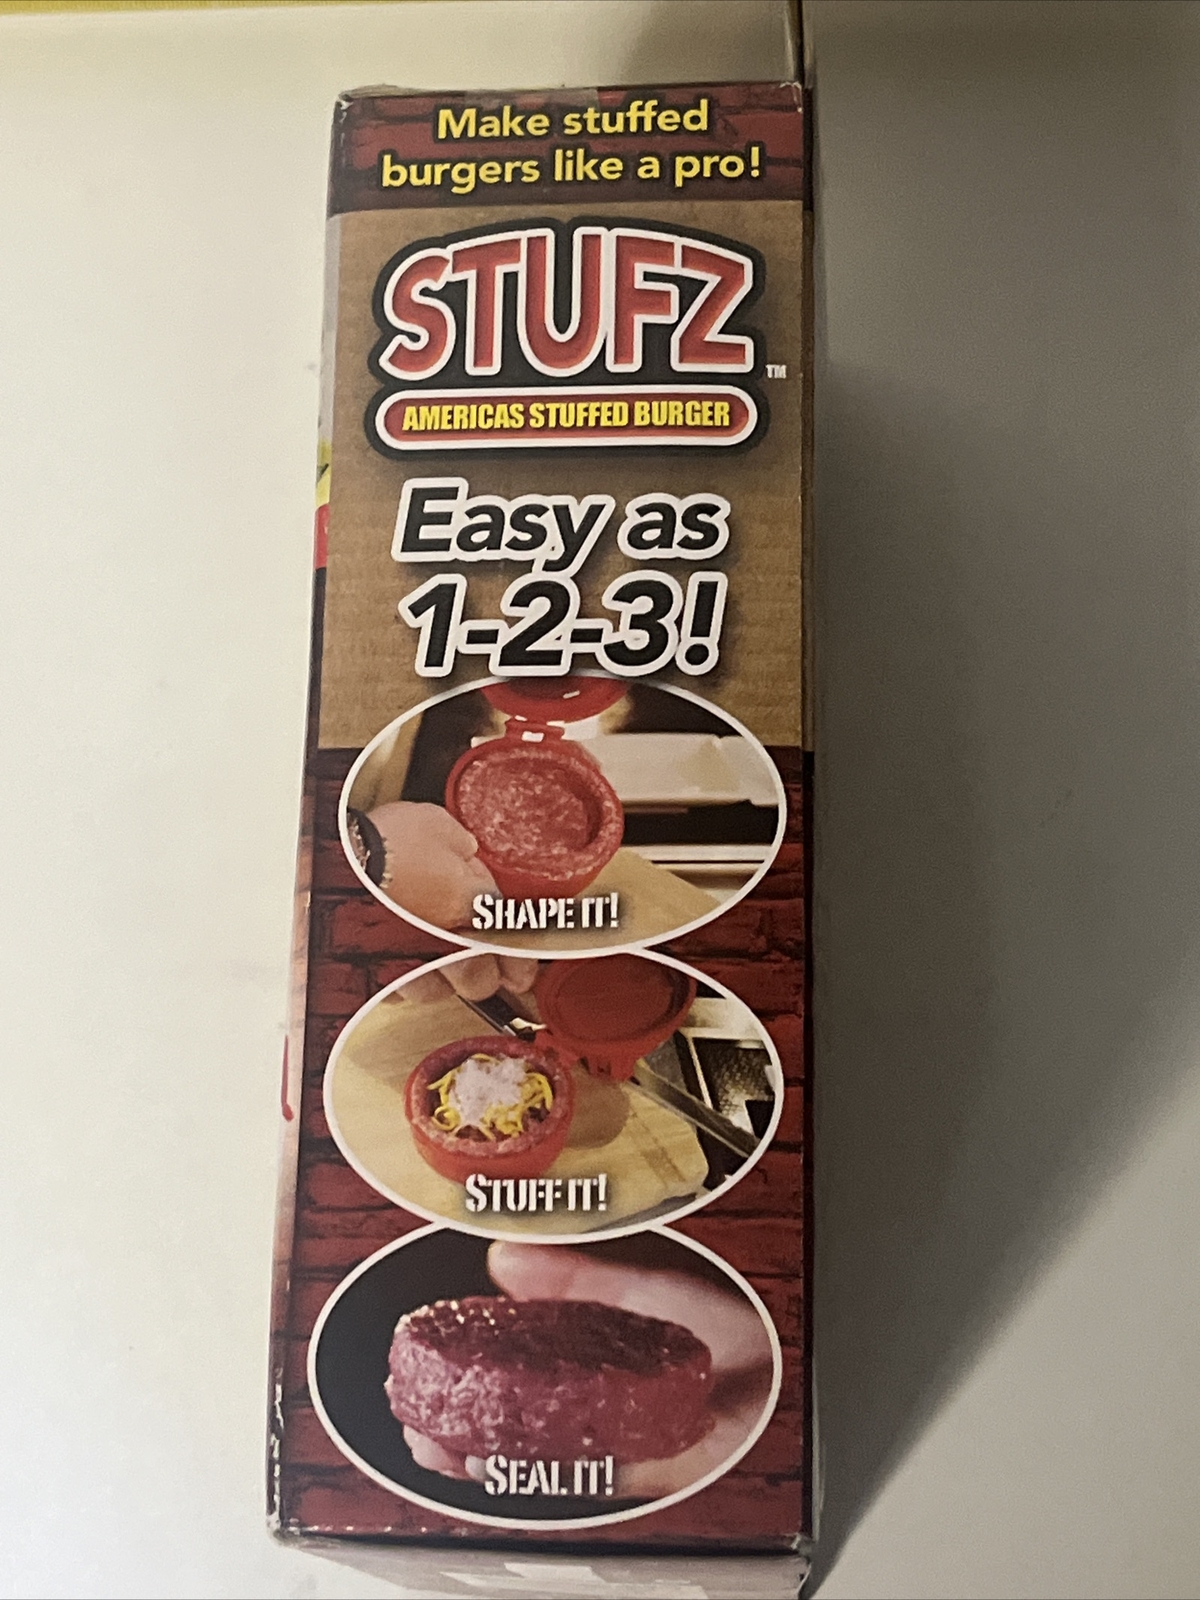 Make stuffed
burgers like a pro!
STUFZ
TM
AMERICAS STUFFED BURGER
Easy as
1-2-3!
SHAPE IT!
STUFF IT!
SEAL IT!